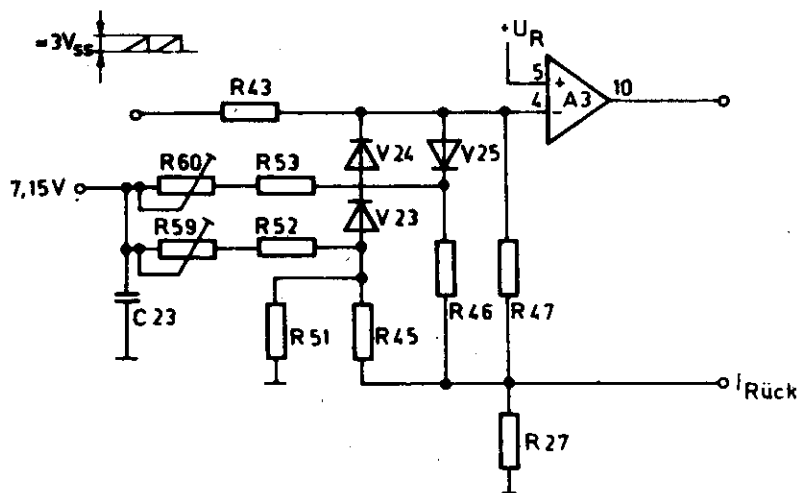 ≈3Vss
+UR
R43
5
+
A3
10
4
-
V24
V25
R60
R53
7,15V
V23
R59
R52
C23
R51
R45
R46
R47
IRück
R27